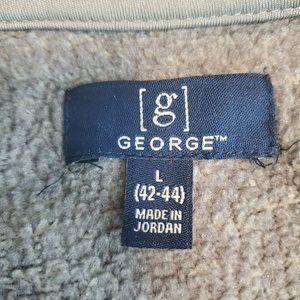 [g]
GEORGE™
L
(42-44)
MADE IN
JORDAN